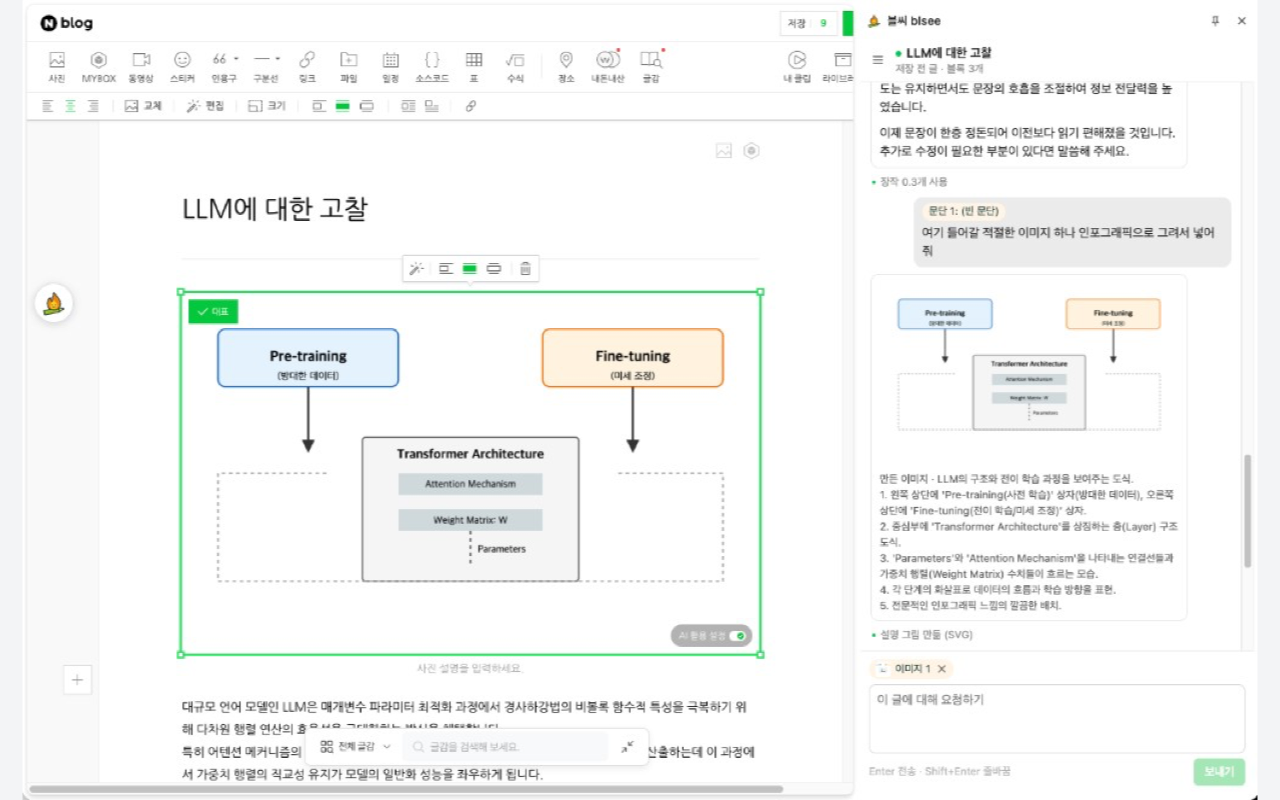 blog
저장 9
사진 MYBOX 동영상 스티커 인용구 구분선 링크 파일 일정 소스코드 표 수식 장소 내돈내산 글감 내 클립 라이브러
교체 편집 크기
LLM에 대한 고찰
대표
Pre-training
(방대한 데이터)
Fine-tuning
(미세 조정)
Transformer Architecture
Attention Mechanism
Weight Matrix: W
Parameters
AI 활용 설정
사진 설명을 입력하세요.
대규모 언어 모델인 LLM은 매개변수 파라미터 최적화 과정에서 경사하강법의 비볼록 함수적 특성을 극복하기 위
해 다차원 행렬 연산의
특히 어텐션 메커니즘의
산출하는데 이 과정에
서 가중치 행렬의 직교성 유지가 모델의 일반화 성능을 좌우하게 됩니다.
전체 글감
글감을 검색해 보세요.
불씨 blsee
LLM에 대한 고찰
저장 전 글 · 블록 3개
도는 유지하면서도 문장의 호흡을 조절하여 정보 전달력을 높
였습니다.
이제 문장이 한층 정돈되어 이전보다 읽기 편해졌을 것입니다.
추가로 수정이 필요한 부분이 있다면 말씀해 주세요.
장작 0.3개 사용
문단 1: (빈 문단)
여기 들어갈 적절한 이미지 하나 인포그래픽으로 그려서 넣어
줘
Pre-training
(방대한 데이터)
Fine-tuning
(미세 조정)
Transformer Architecture
Attention Mechanism
Weight Matrix: W
Parameters
만든 이미지 - LLM의 구조와 전이 학습 과정을 보여주는 도식.
1. 왼쪽 상단에 'Pre-training(사전 학습)' 상자(방대한 데이터), 오른쪽
상단에 'Fine-tuning(전이 학습/미세 조정)' 상자.
2. 중심부에 'Transformer Architecture'를 상징하는 층(Layer) 구조
도식.
3. 'Parameters'와 'Attention Mechanism'을 나타내는 연결선들과
가중치 행렬(Weight Matrix) 수치들이 흐르는 모습.
4. 각 단계의 화살표로 데이터의 흐름과 학습 방향을 표현.
5. 전문적인 인포그래픽 느낌의 깔끔한 배치.
설명 그림 만듦 (SVG)
이미지 1
이 글에 대해 요청하기
Enter 전송 · Shift+Enter 줄바꿈
보내기